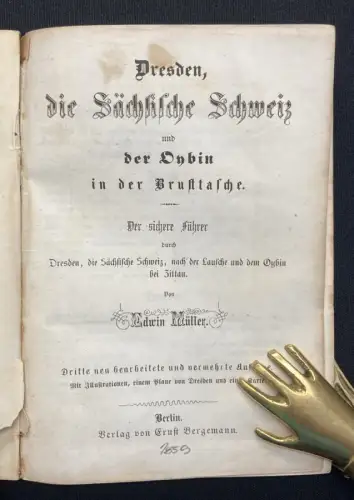 Dresden,
die Sächsische Schweiz
und
der Oybin
in der Brusttasche.
Der sichere Führer
durch
Dresden, die Sächsische Schweiz, nach der Lausche und dem Oybin
bei Zittau.
Von
Edwin Müller.
Dritte neu bearbeitete und vermehrte
Mit Illustrationen, einem Plane von Dresden und
Berlin.
Verlag von Ernst Bergemann.
1859